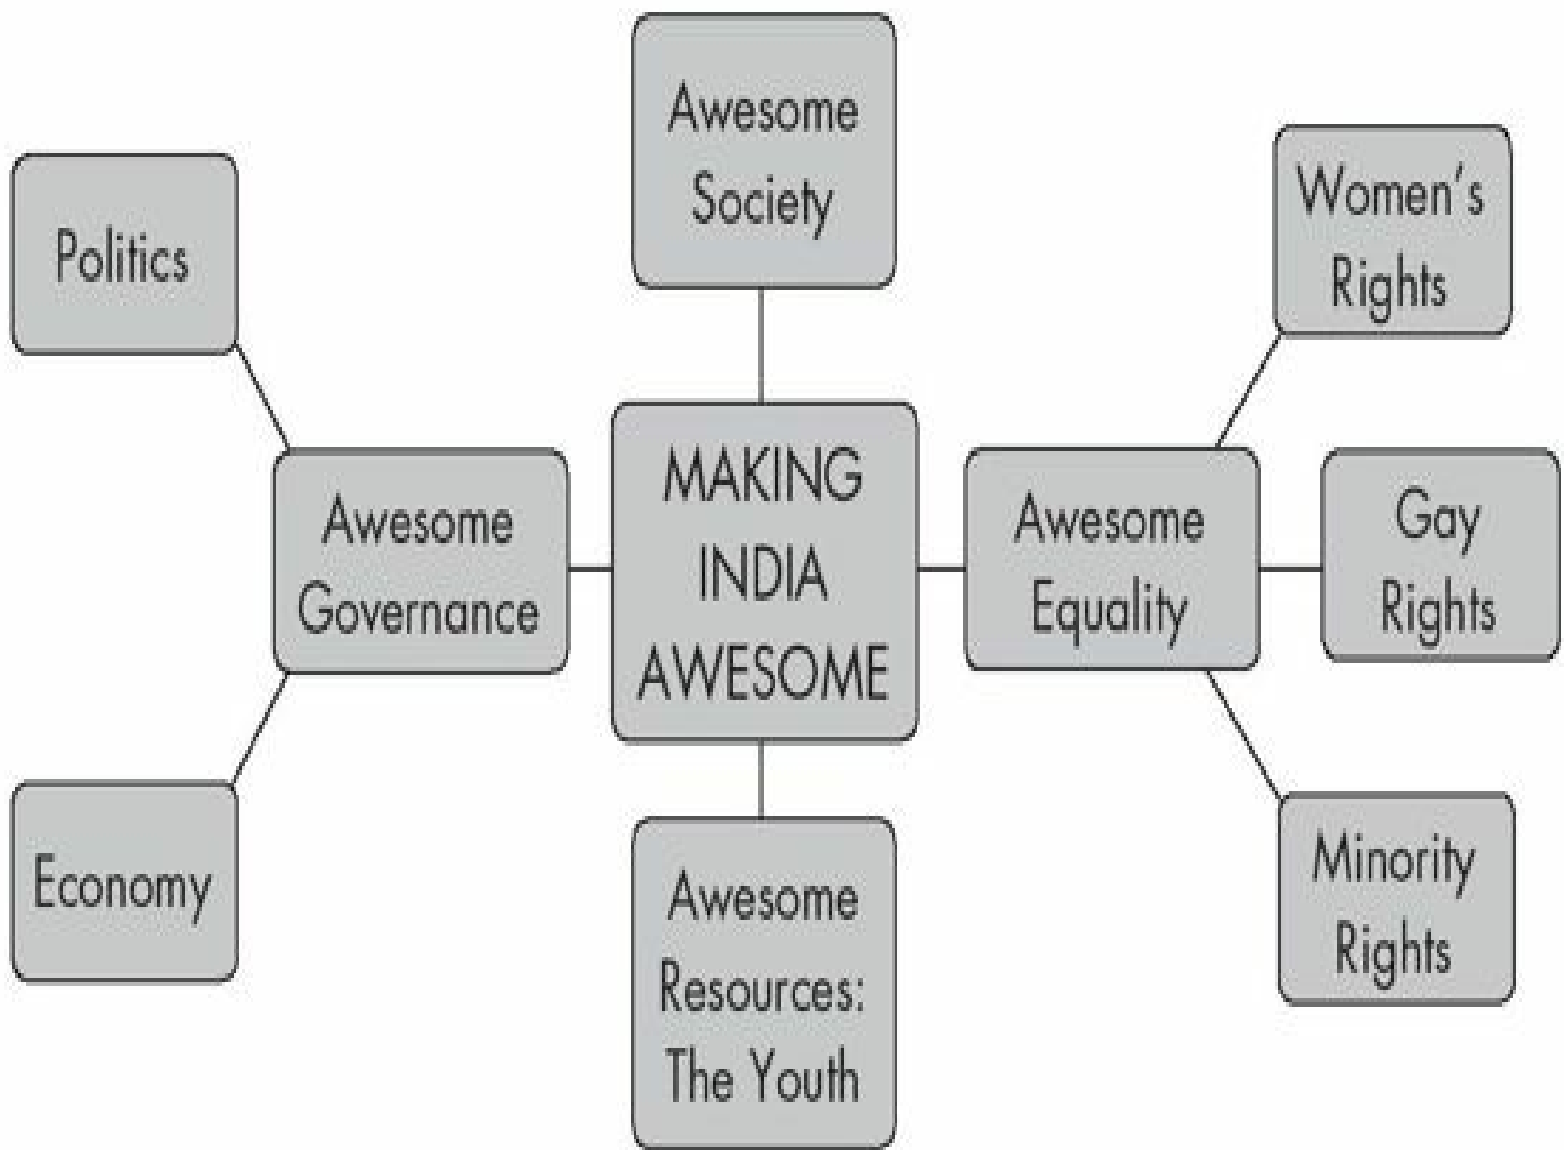 Awesome
Society
Politics
Women's
Rights
Awesome
Governance
MAKING
INDIA
AWESOME
Awesome
Equality
Gay
Rights
Economy
Awesome
Resources:
The Youth
Minority
Rights